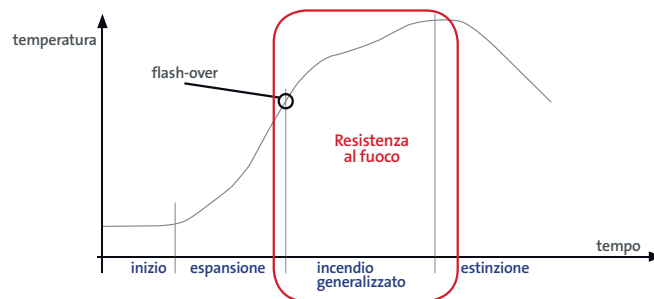 temperatura
flash-over
Resistenza
al fuoco
tempo
inizio
espansione
incendio
generalizzato
estinzione